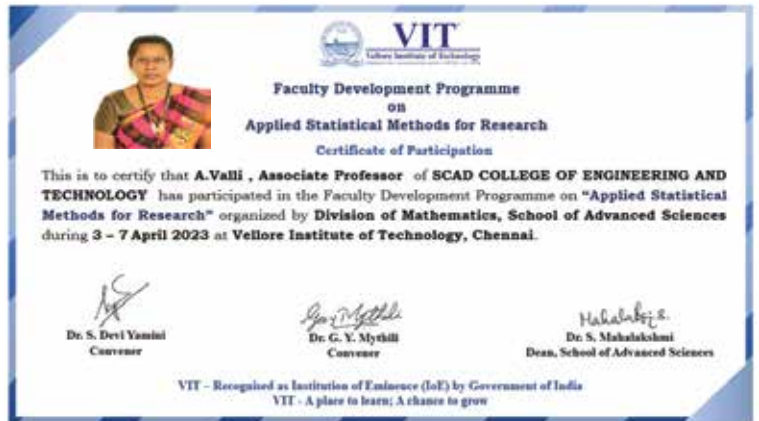 VIT
Vellore Institute of Technology
Faculty Development Programme
on
Applied Statistical Methods for Research
Certificate of Participation
This is to certify that A.Valli , Associate Professor of SCAD COLLEGE OF ENGINEERING AND
TECHNOLOGY has participated in the Faculty Development Programme on "Applied Statistical
Methods for Research" organized by Division of Mathematics, School of Advanced Sciences
during 3 – 7 April 2023 at Vellore Institute of Technology, Chennai.
Mahalakshmi S.
Dr. S. Devi Yamini
Convener
Dr. G. Y. Mythili
Convener
Dr. S. Mahalakshmi
Dean, School of Advanced Sciences
VIT – Recognised as Institution of Eminence (IoE) by Government of India
VIT - A place to learn; A chance to grow